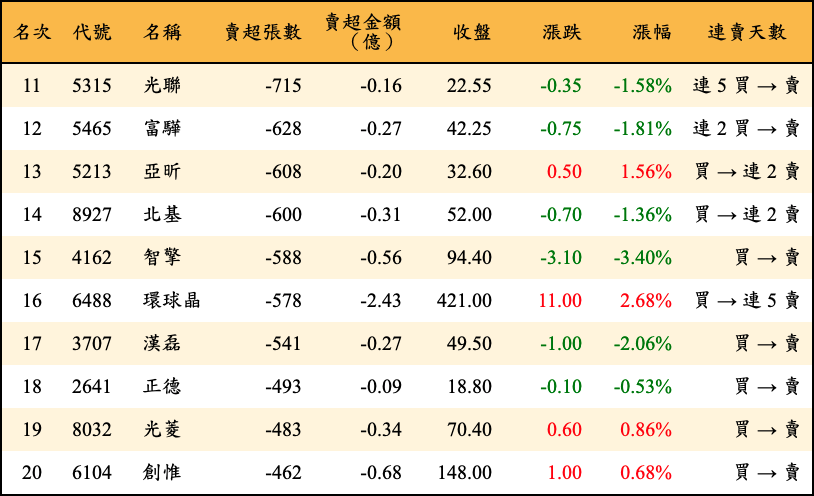 名次 代號 名稱 賣超張數 賣超金額（億） 收盤 漲跌 漲幅 連賣天數
11 5315 光聯 -715 -0.16 22.55 -0.35 -1.58% 連 5 買 → 賣
12 5465 富驊 -628 -0.27 42.25 -0.75 -1.81% 連 2 買 → 賣
13 5213 亞昕 -608 -0.20 32.60 0.50 1.56% 買 → 連 2 賣
14 8927 北基 -600 -0.31 52.00 -0.70 -1.36% 買 → 連 2 賣
15 4162 智擎 -588 -0.56 94.40 -3.10 -3.40% 買 → 賣
16 6488 環球晶 -578 -2.43 421.00 11.00 2.68% 買 → 連 5 賣
17 3707 漢磊 -541 -0.27 49.50 -1.00 -2.06% 買 → 賣
18 2641 正德 -493 -0.09 18.80 -0.10 -0.53% 買 → 賣
19 8032 光菱 -483 -0.34 70.40 0.60 0.86% 買 → 賣
20 6104 創惟 -462 -0.68 148.00 1.00 0.68% 買 → 賣